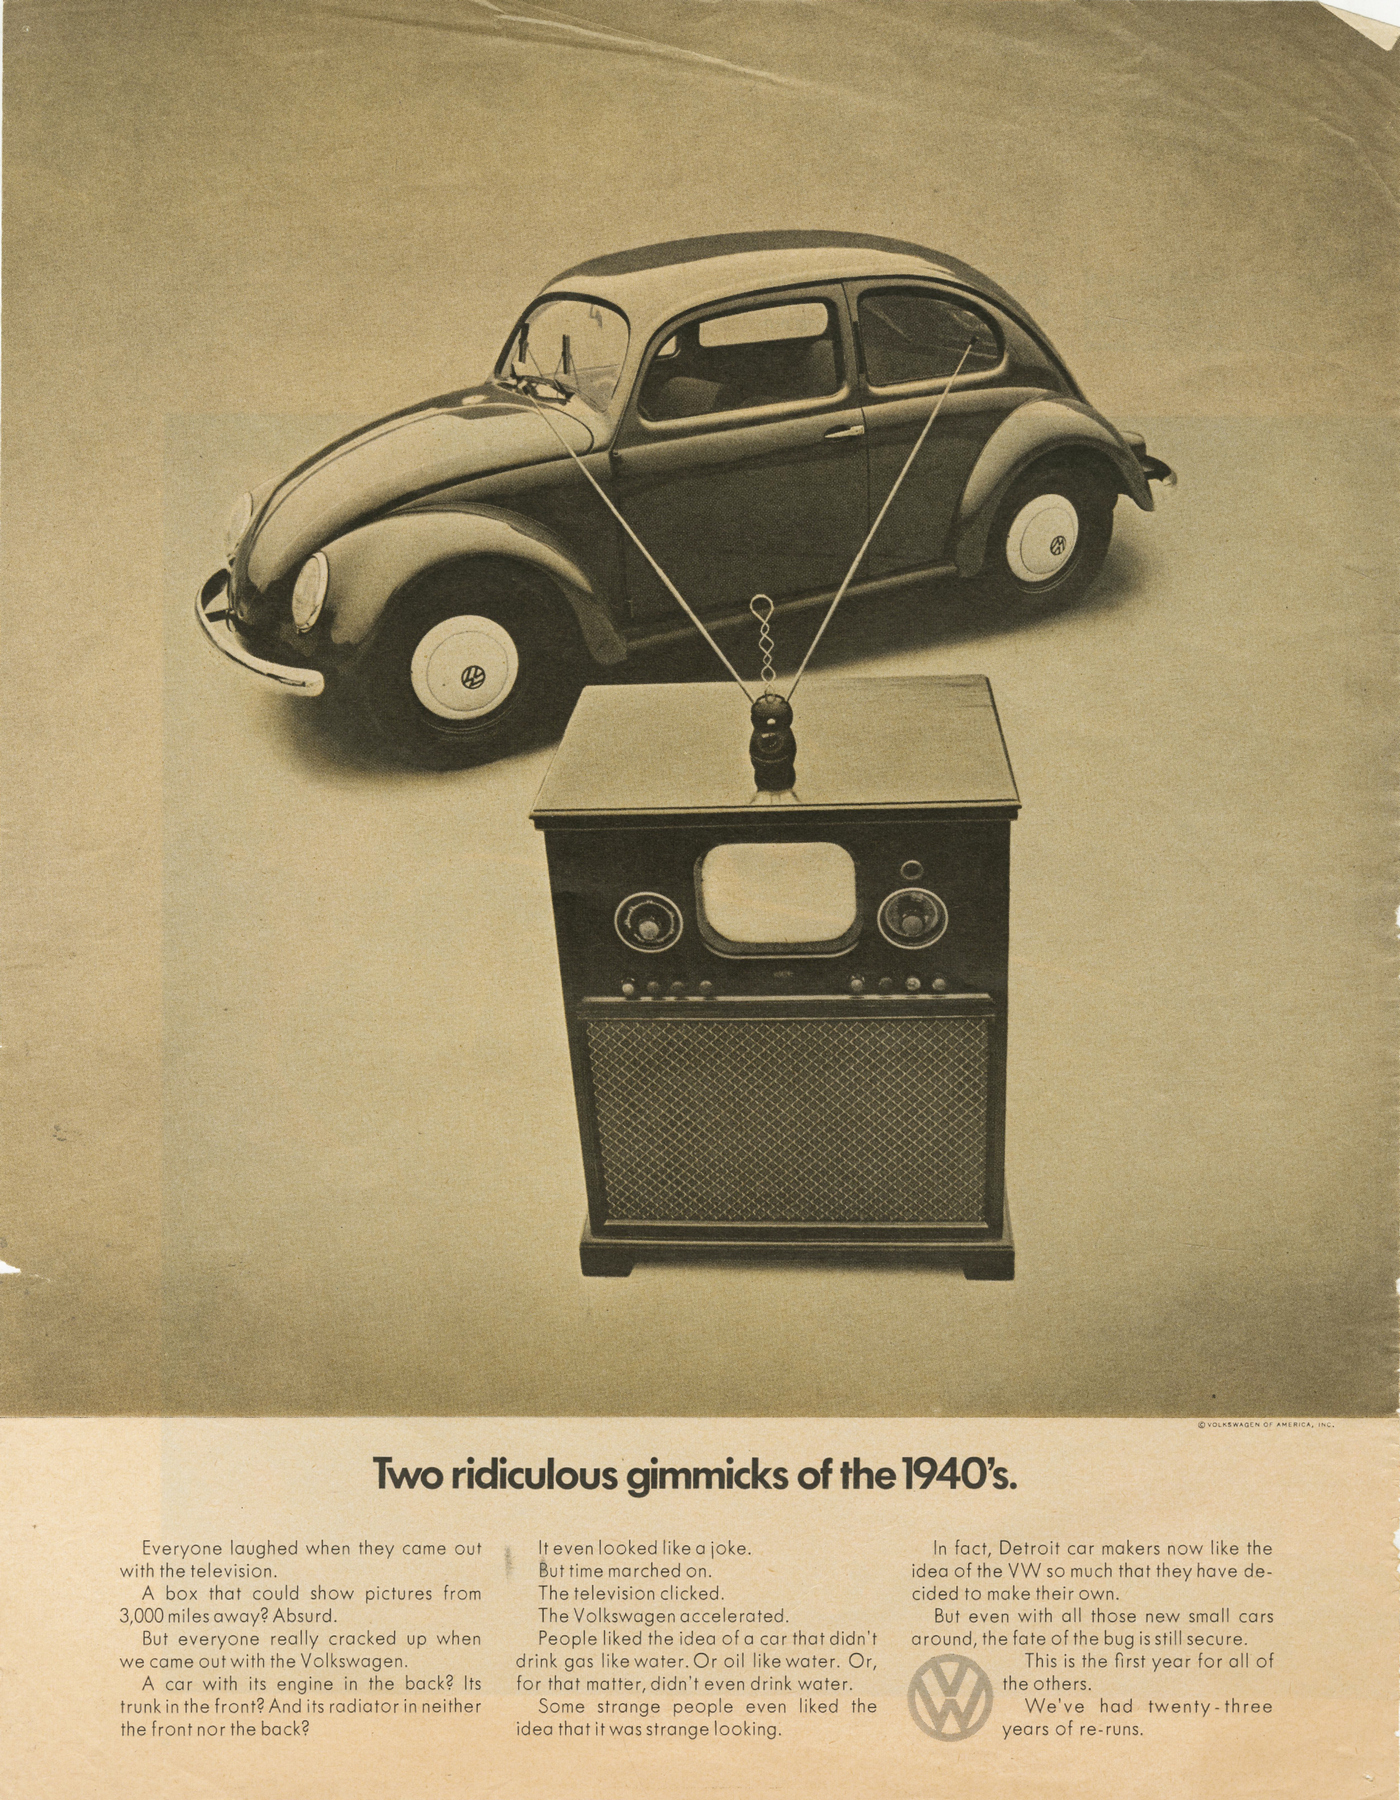 © VOLKSWAGEN OF AMERICA, INC.
Two ridiculous gimmicks of the 1940's.
Everyone laughed when they came out
with the television.
A box that could show pictures from
3,000 miles away? Absurd.
But everyone really cracked up when
we came out with the Volkswagen.
A car with its engine in the back? Its
trunk in the front? And its radiator in neither
the front nor the back?
It even looked like a joke.
But time marched on.
The television clicked.
The Volkswagen accelerated.
People liked the idea of a car that didn't
drink gas like water. Or oil like water. Or,
for that matter, didn't even drink water.
Some strange people even liked the
idea that it was strange looking.
In fact, Detroit car makers now like the
idea of the VW so much that they have de-
cided to make their own.
But even with all those new small cars
around, the fate of the bug is still secure.
This is the first year for all of
the others.
We've had twenty-three
years of re-runs.
VW